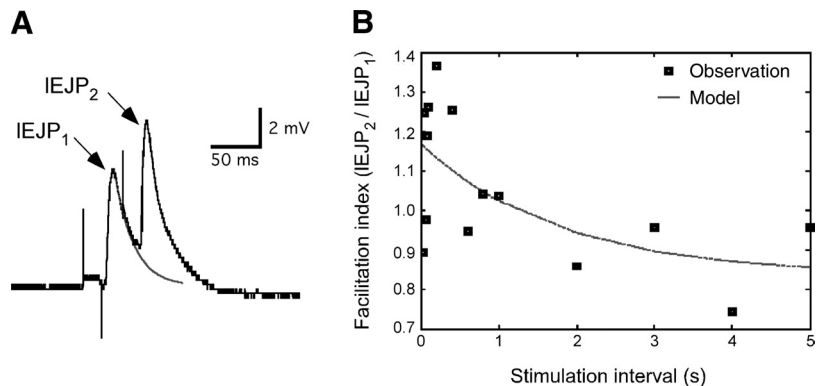 A
IEJP2
IEJP1
2 mV
50 ms
B
Facilitation index (IEJP2 / IEJP1)
1.4
1.3
1.2
1.1
1.0
0.9
0.8
0.7
Observation
Model
0
1
2
3
4
5
Stimulation interval (s)